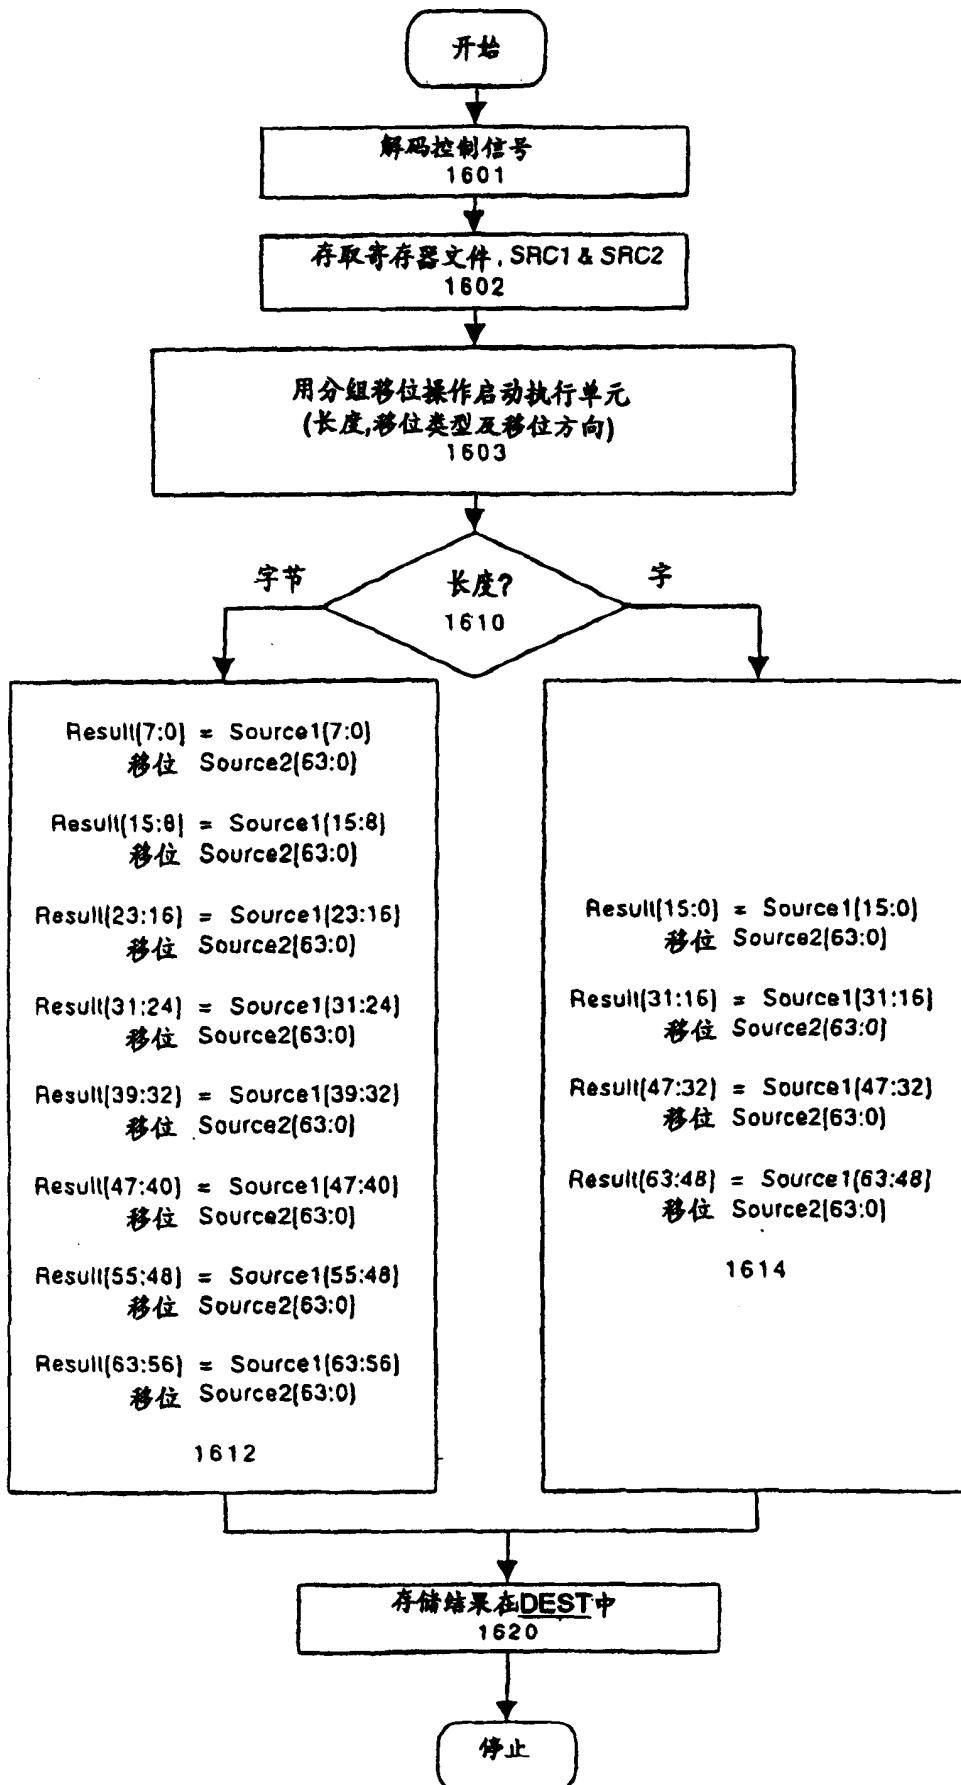 开始
解码控制信号
1601
存取寄存器文件, SRC1 & SRC2
1602
用分组移位操作启动执行单元
(长度,移位类型及移位方向)
1603
长度?
1610
字节
字
Result(7:0) = Source1(7:0)
移位 Source2(63:0)
Result(15:8) = Source1(15:8)
移位 Source2(63:0)
Result(23:16) = Source1(23:16)
移位 Source2(63:0)
Result(31:24) = Source1(31:24)
移位 Source2(63:0)
Result(39:32) = Source1(39:32)
移位 Source2(63:0)
Result(47:40) = Source1(47:40)
移位 Source2(63:0)
Result(55:48) = Source1(55:48)
移位 Source2(63:0)
Result(63:56) = Source1(63:56)
移位 Source2(63:0)
1612
Result(15:0) = Source1(15:0)
移位 Source2(63:0)
Result(31:16) = Source1(31:16)
移位 Source2(63:0)
Result(47:32) = Source1(47:32)
移位 Source2(63:0)
Result(63:48) = Source1(63:48)
移位 Source2(63:0)
1614
存储结果在DEST中
1620
停止